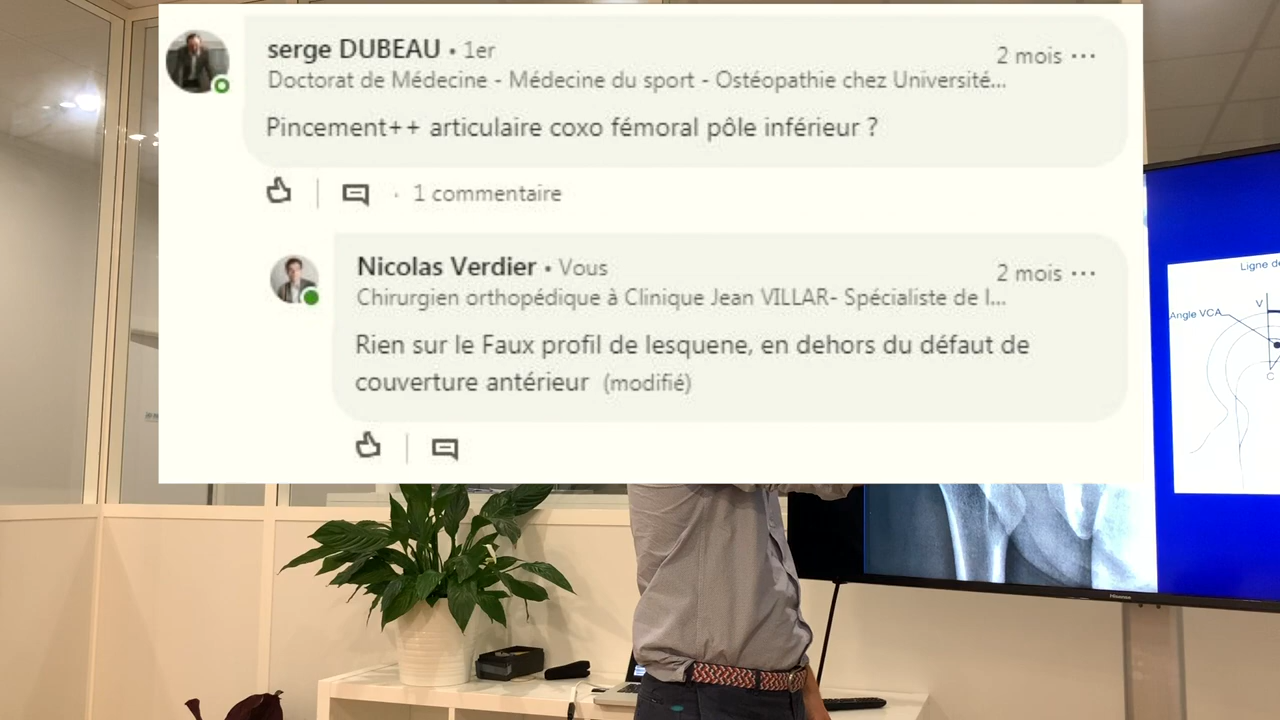 serge DUBEAU • 1er
2 mois ...
Doctorat de Médecine - Médecine du sport - Ostéopathie chez Université...
Pincement++ articulaire coxo fémoral pôle inférieur ?
· 1 commentaire
Nicolas Verdier • Vous
2 mois ...
Chirurgien orthopédique à Clinique Jean VILLAR- Spécialiste de l...
Rien sur le Faux profil de lesquene, en dehors du défaut de
couverture antérieur (modifié)
Ligne de
V
Angle VCA
C
Hisense